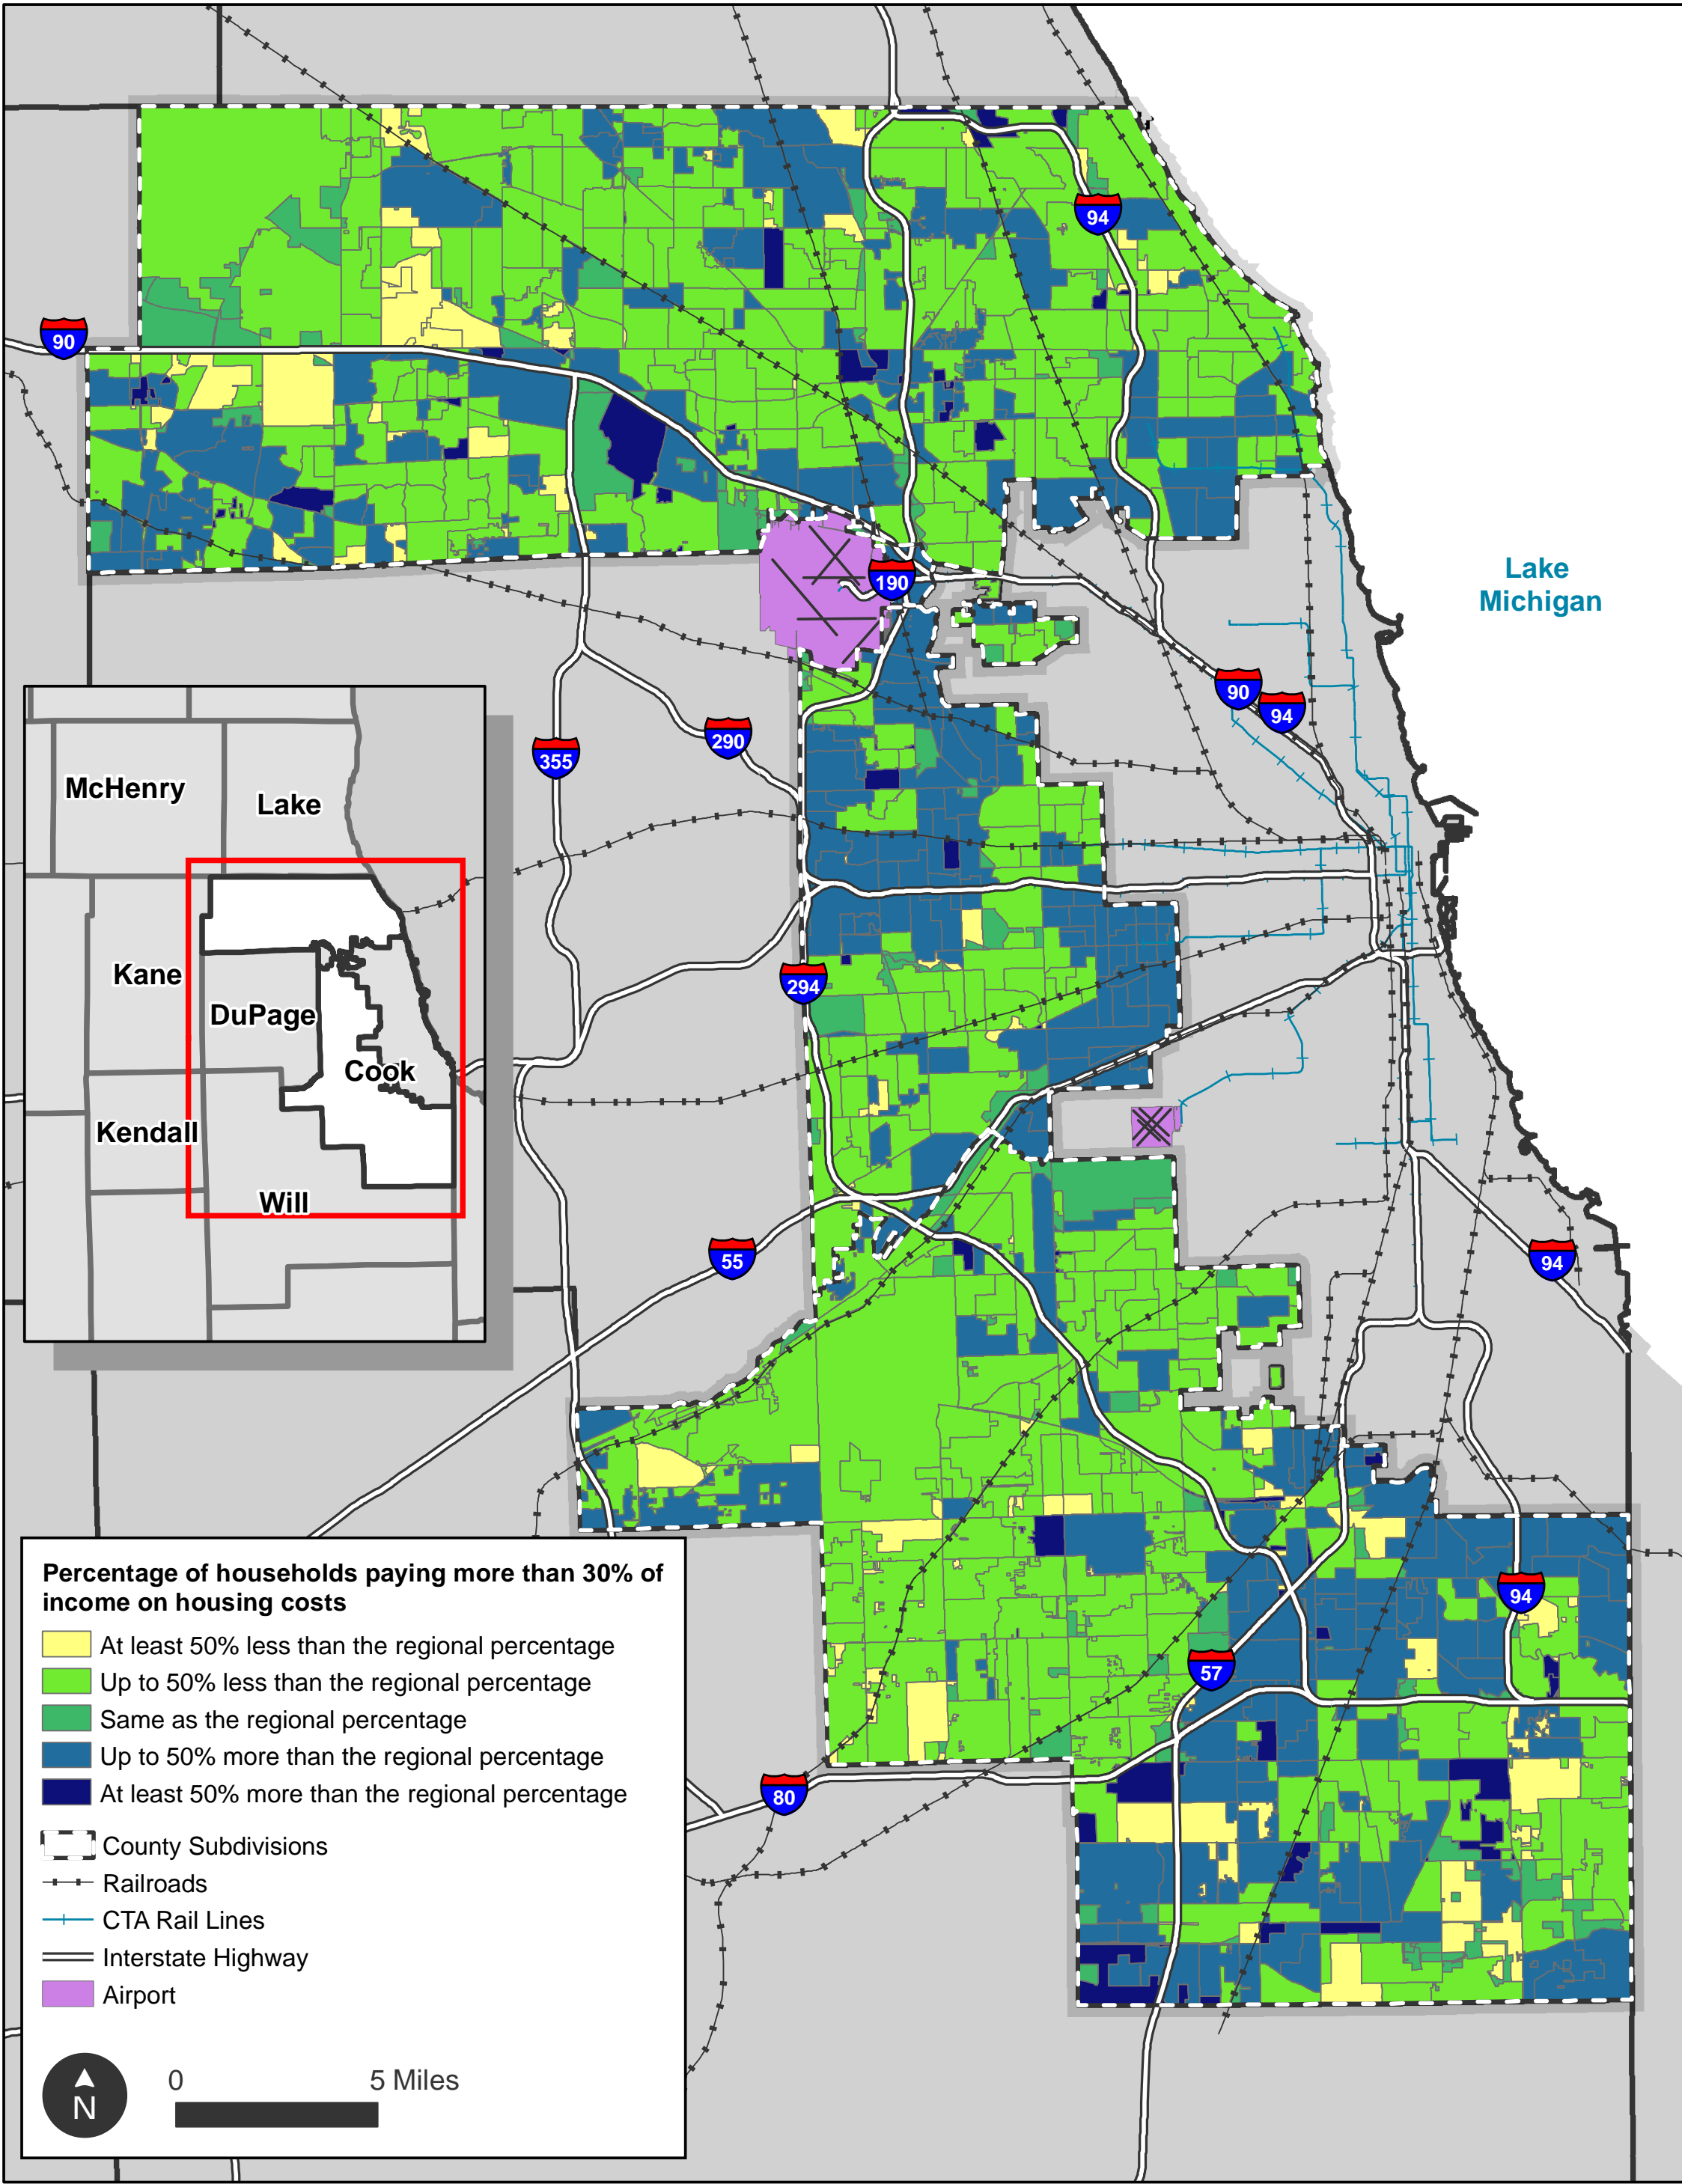 94
90
Lake
Michigan
190
90
94
290
355
McHenry
Lake
294
Kane
DuPage
Cook
Kendall
Will
55
94
Percentage of households paying more than 30% of
income on housing costs
At least 50% less than the regional percentage
Up to 50% less than the regional percentage
Same as the regional percentage
Up to 50% more than the regional percentage
At least 50% more than the regional percentage
94
57
80
County Subdivisions
Railroads
CTA Rail Lines
Interstate Highway
Airport
0 5 Miles
N